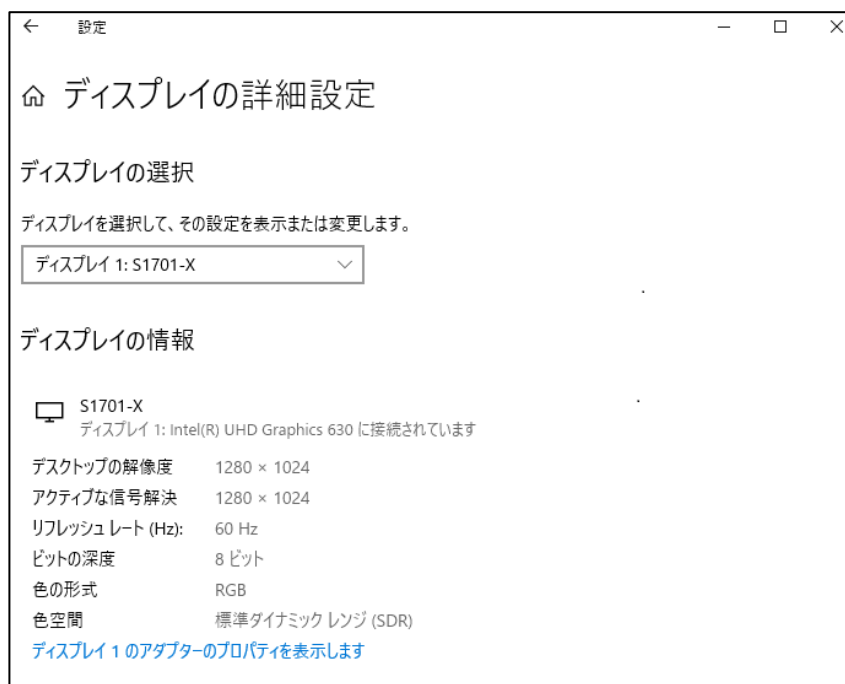 設定
ディスプレイの詳細設定
ディスプレイの選択
ディスプレイを選択して、その設定を表示または変更します。
ディスプレイ 1: S1701-X
ディスプレイの情報
S1701-X
ディスプレイ 1: Intel(R) UHD Graphics 630 に接続されています
デスクトップの解像度 1280 × 1024
アクティブな信号解決 1280 × 1024
リフレッシュ レート (Hz): 60 Hz
ビットの深度 8 ビット
色の形式 RGB
色空間 標準ダイナミック レンジ (SDR)
ディスプレイ 1 のアダプターのプロパティを表示します